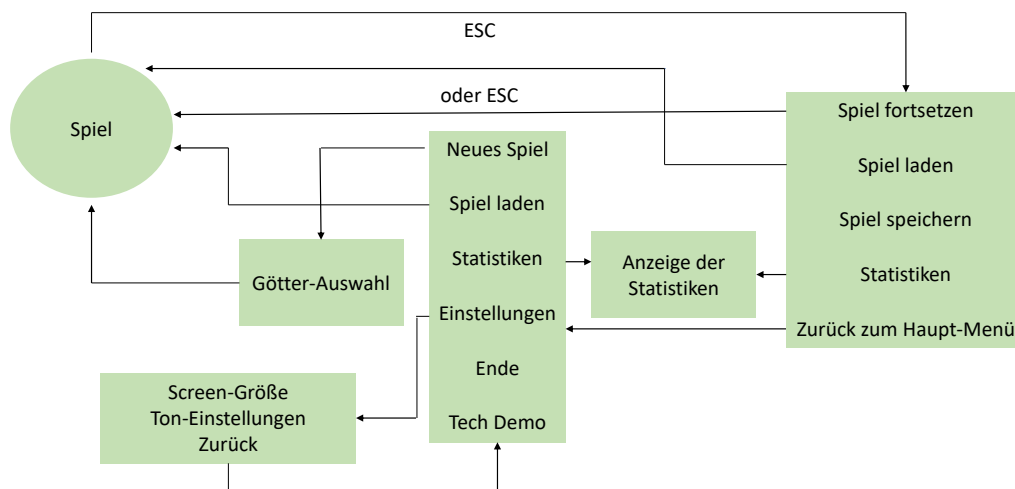 ESC
oder ESC
Spiel
Spiel fortsetzen
Spiel laden
Spiel speichern
Statistiken
Zurück zum Haupt-Menü
Neues Spiel
Spiel laden
Statistiken
Einstellungen
Ende
Tech Demo
Götter-Auswahl
Anzeige der
Statistiken
Screen-Größe
Ton-Einstellungen
Zurück